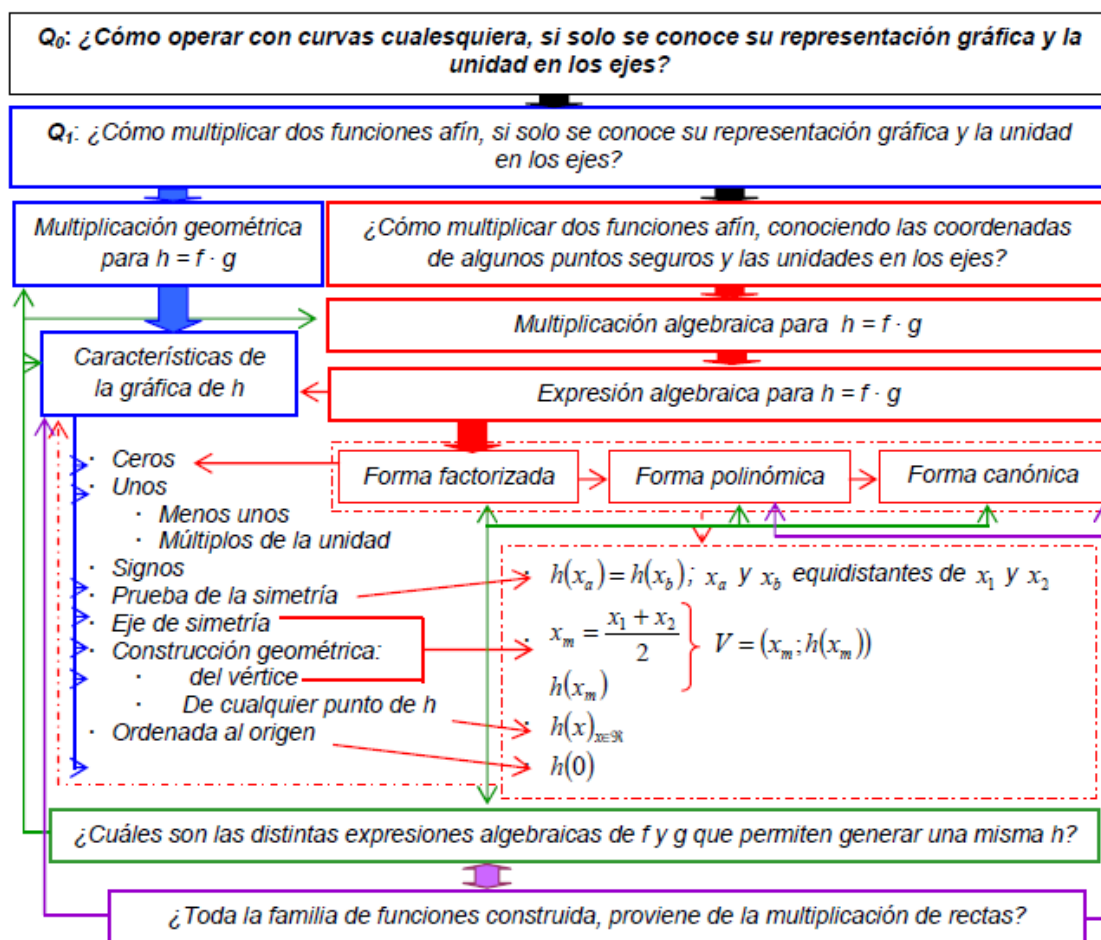 Q₀: ¿Cómo operar con curvas cualesquiera, si solo se conoce su representación gráfica y la
unidad en los ejes?
Q₁: ¿Cómo multiplicar dos funciones afín, si solo se conoce su representación gráfica y la unidad
en los ejes?
Multiplicación geométrica
para h = f · g
¿Cómo multiplicar dos funciones afín, conociendo las coordenadas
de algunos puntos seguros y las unidades en los ejes?
Multiplicación algebraica para h = f · g
Características de
la gráfica de h
Expresión algebraica para h = f · g
Forma factorizada
Forma polinómica
Forma canónica
· Ceros
· Unos
· Menos unos
· Múltiplos de la unidad
· Signos
· Prueba de la simetría
· Eje de simetría
· Construcción geométrica:
· del vértice
· De cualquier punto de h
· Ordenada al origen
· h(xₐ) = h(x_b); xₐ y x_b equidistantes de x₁ y x₂
· x_m = (x₁ + x₂)/2 } V = (x_m; h(x_m))
h(x_m)
· h(x)_{x∈ℜ}
· h(0)
¿Cuáles son las distintas expresiones algebraicas de f y g que permiten generar una misma h?
¿Toda la familia de funciones construida, proviene de la multiplicación de rectas?